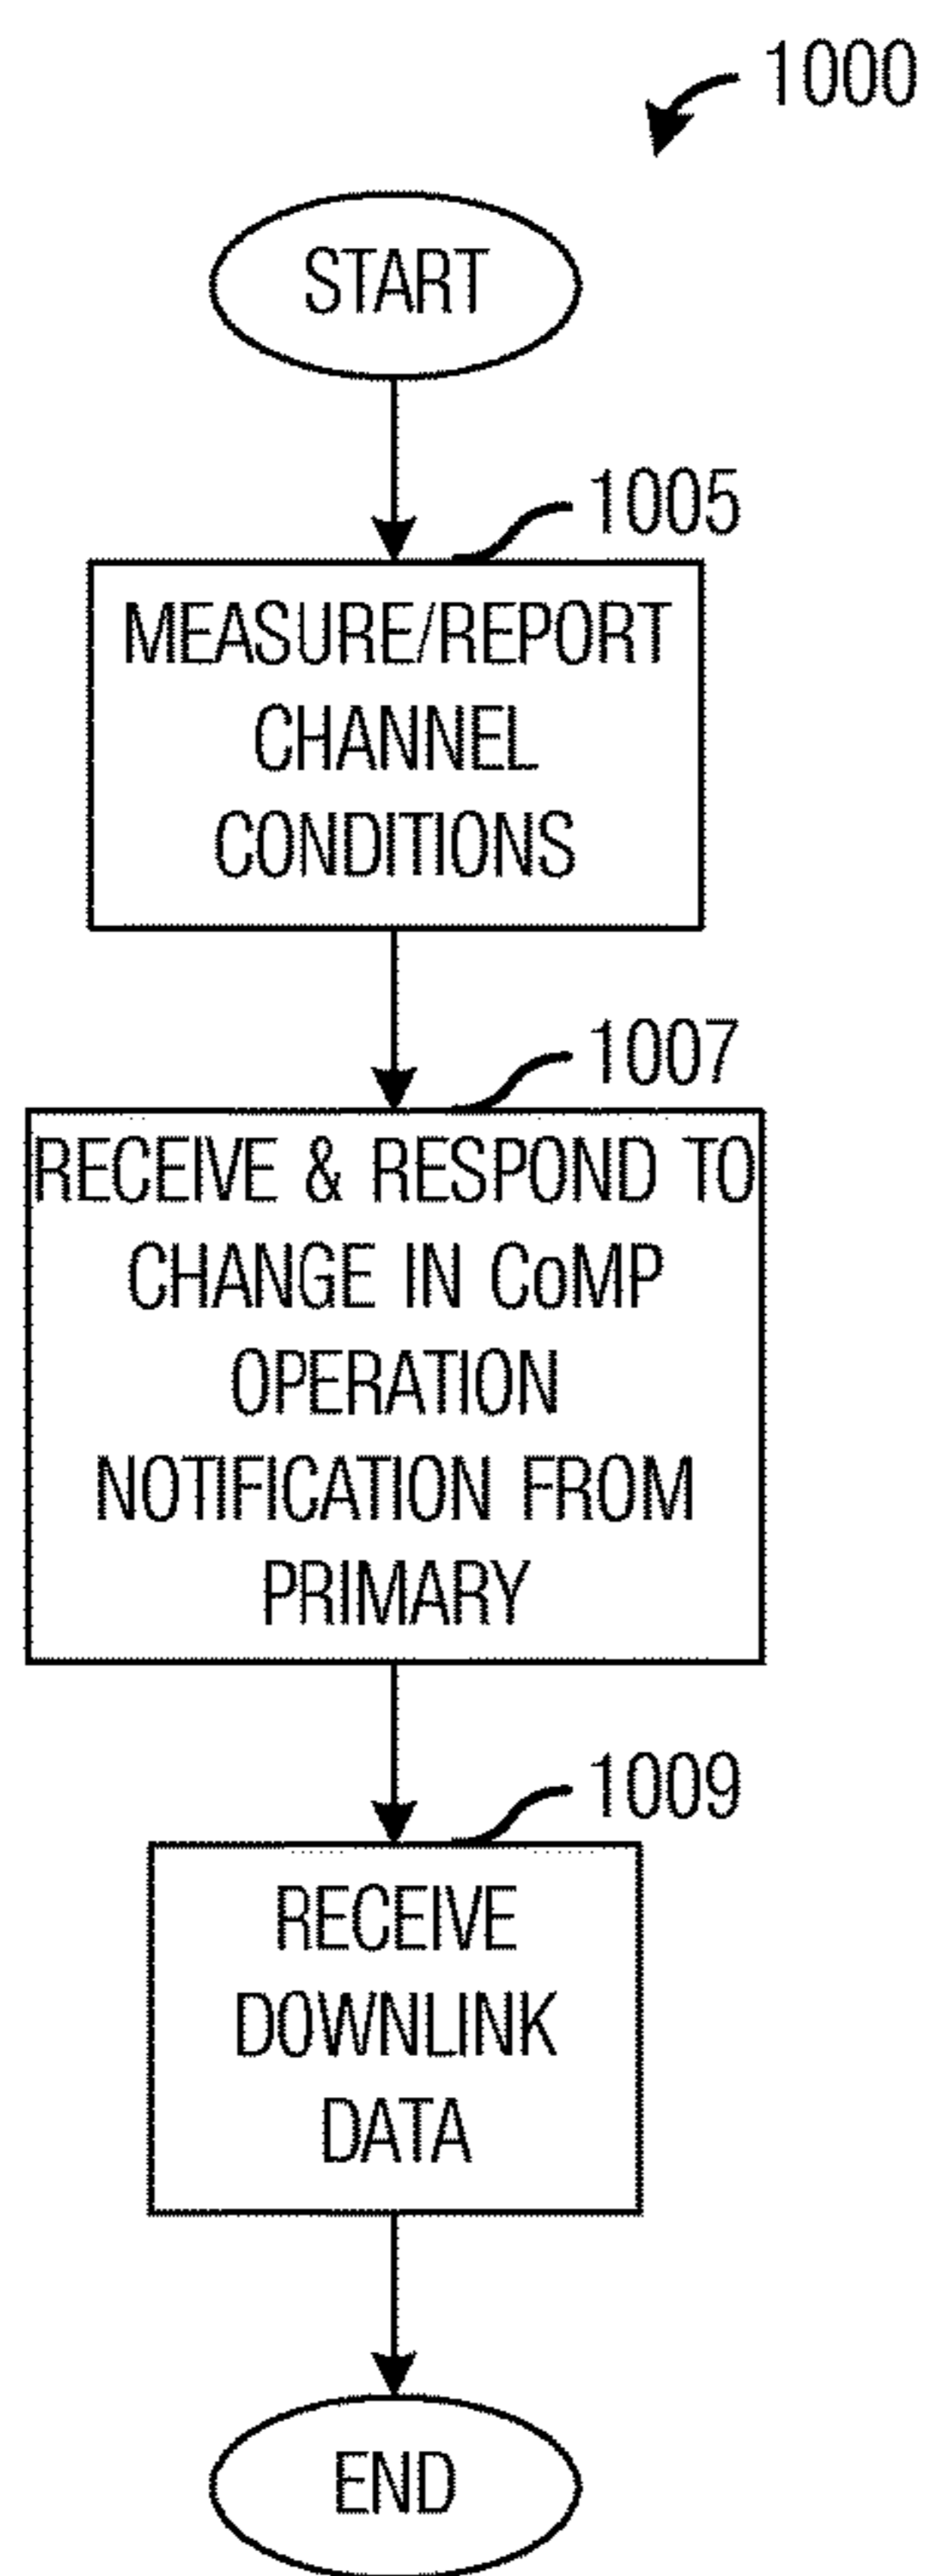 1000
START
1005
MEASURE/REPORT
CHANNEL
CONDITIONS
1007
RECEIVE & RESPOND TO
CHANGE IN CoMP
OPERATION
NOTIFICATION FROM
PRIMARY
1009
RECEIVE
DOWNLINK
DATA
END